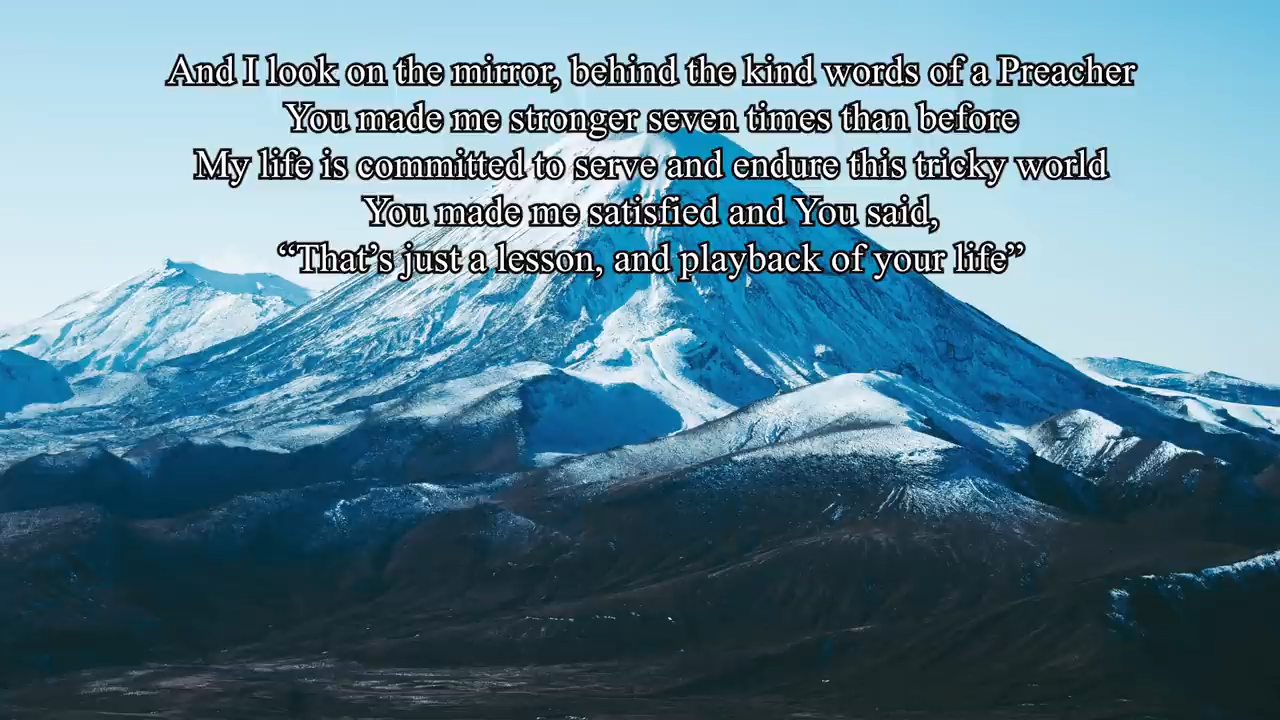 And I look on the mirror, behind the kind words of a Preacher
You made me stronger seven times than before
My life is committed to serve and endure this tricky world
You made me satisfied and You said,
“That’s just a lesson, and playback of your life”